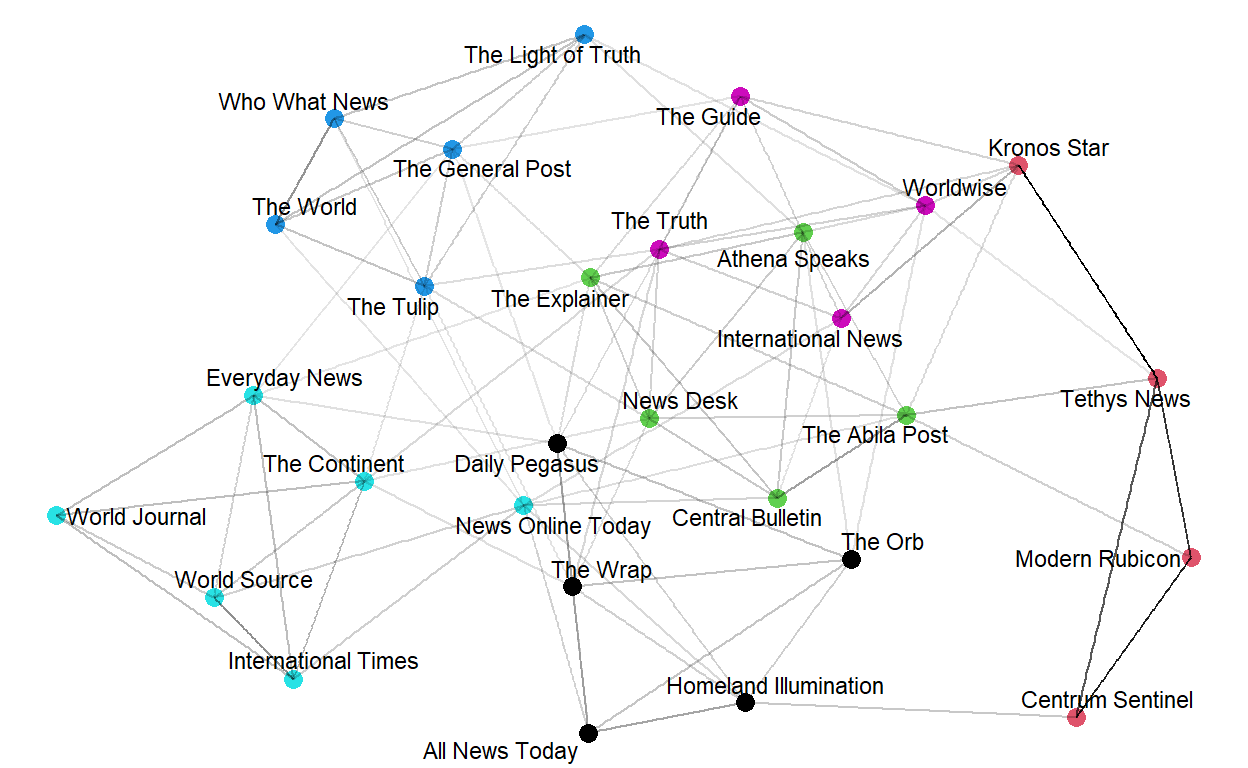 The Light of Truth
Who What News
The Guide
Kronos Star
The General Post
Worldwise
The World
The Truth
Athena Speaks
The Tulip
The Explainer
International News
Everyday News
News Desk
Tethys News
The Abila Post
The Continent
Daily Pegasus
World Journal
News Online Today
Central Bulletin
The Orb
Modern Rubicon
World Source
The Wrap
International Times
Homeland Illumination
Centrum Sentinel
All News Today